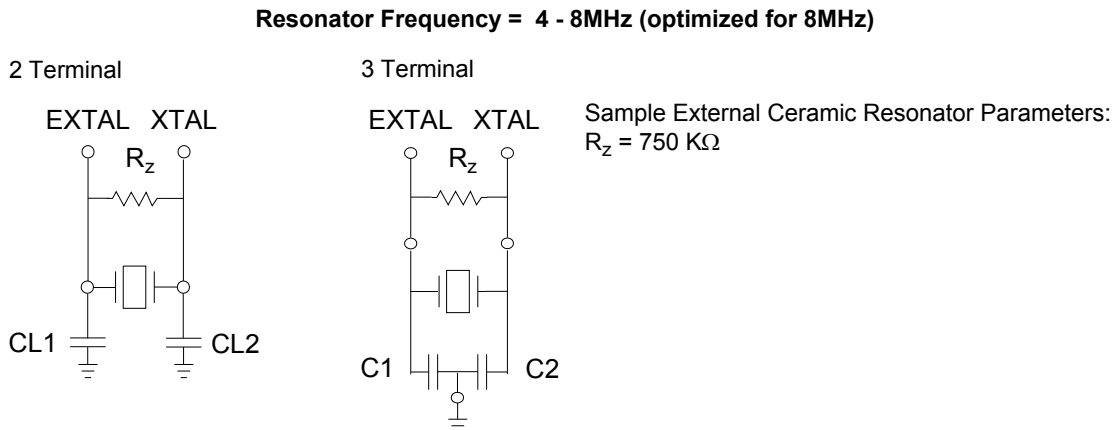 Resonator Frequency = 4 - 8MHz (optimized for 8MHz)
2 Terminal
3 Terminal
EXTAL XTAL
Rz
CL1
CL2
EXTAL XTAL
Rz
C1
C2
Sample External Ceramic Resonator Parameters:
Rz = 750 KΩ